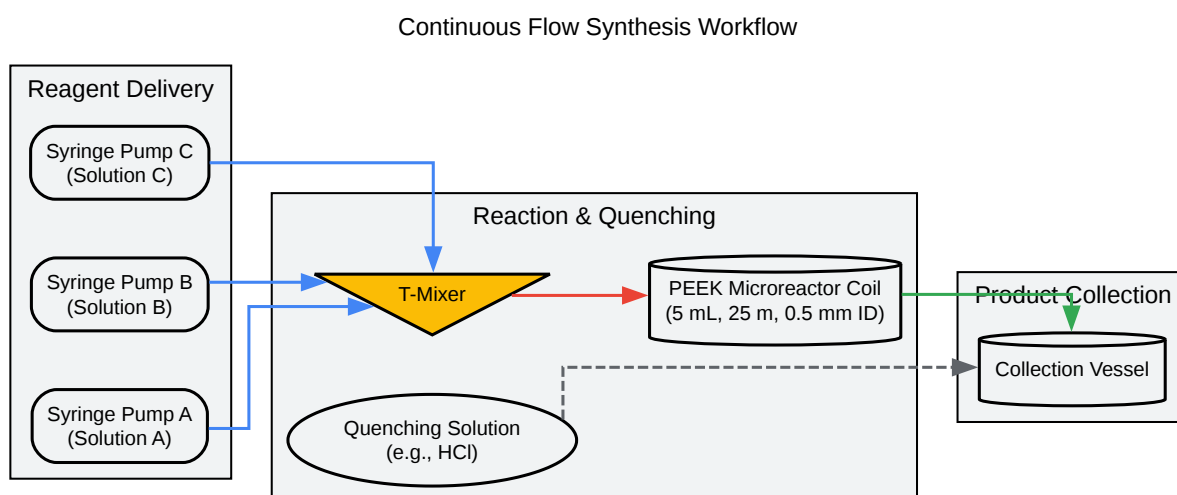 Continuous Flow Synthesis Workflow
Reagent Delivery
Syringe Pump C
(Solution C)
Syringe Pump B
(Solution B)
Syringe Pump A
(Solution A)
Reaction & Quenching
T-Mixer
PEEK Microreactor Coil
(5 mL, 25 m, 0.5 mm ID)
Quenching Solution
(e.g., HCl)
Product Collection
Collection Vessel